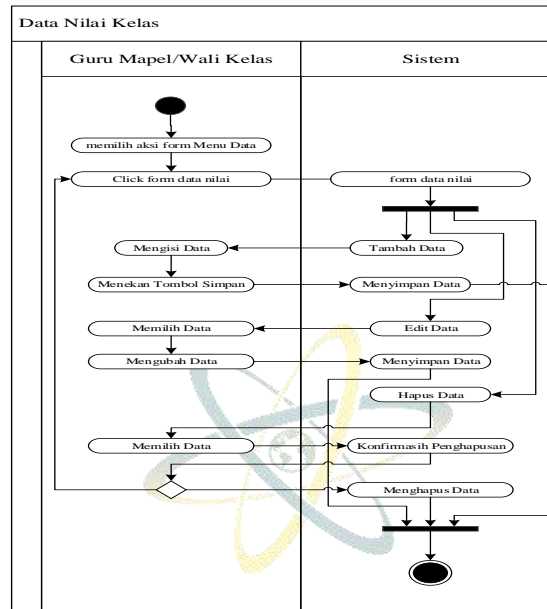 Data Nilai Kelas
Guru Mapel/Wali Kelas
Sistem
memilih aksi form Menu Data
Click form data nilai
form data nilai
Mengisi Data
Tambah Data
Menekan Tombol Simpan
Menyimpan Data
Memilih Data
Edit Data
Mengubah Data
Menyimpan Data
Hapus Data
Memilih Data
Konfirmasih Penghapusan
Menghapus Data